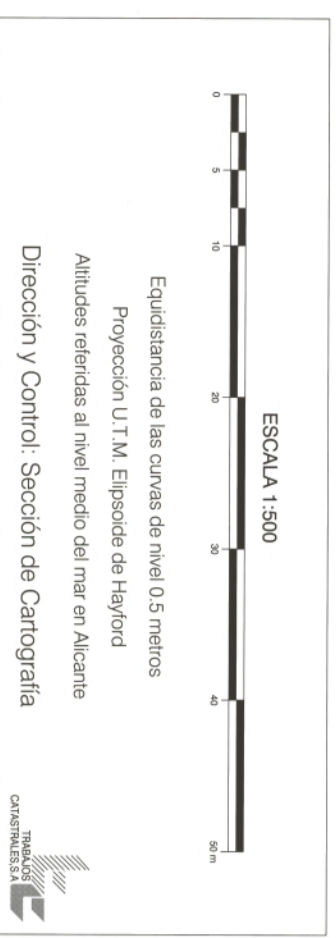 ESCALA 1:500
0 5 10 20 30 40 50 m
Equidistancia de las curvas de nivel 0.5 metros
Proyección U.T.M. Elipsoide de Hayford
Altitudes referidas al nivel medio del mar en Alicante
Dirección y Control: Sección de Cartografía
TRABAJOS
CATASTRALES,S.A